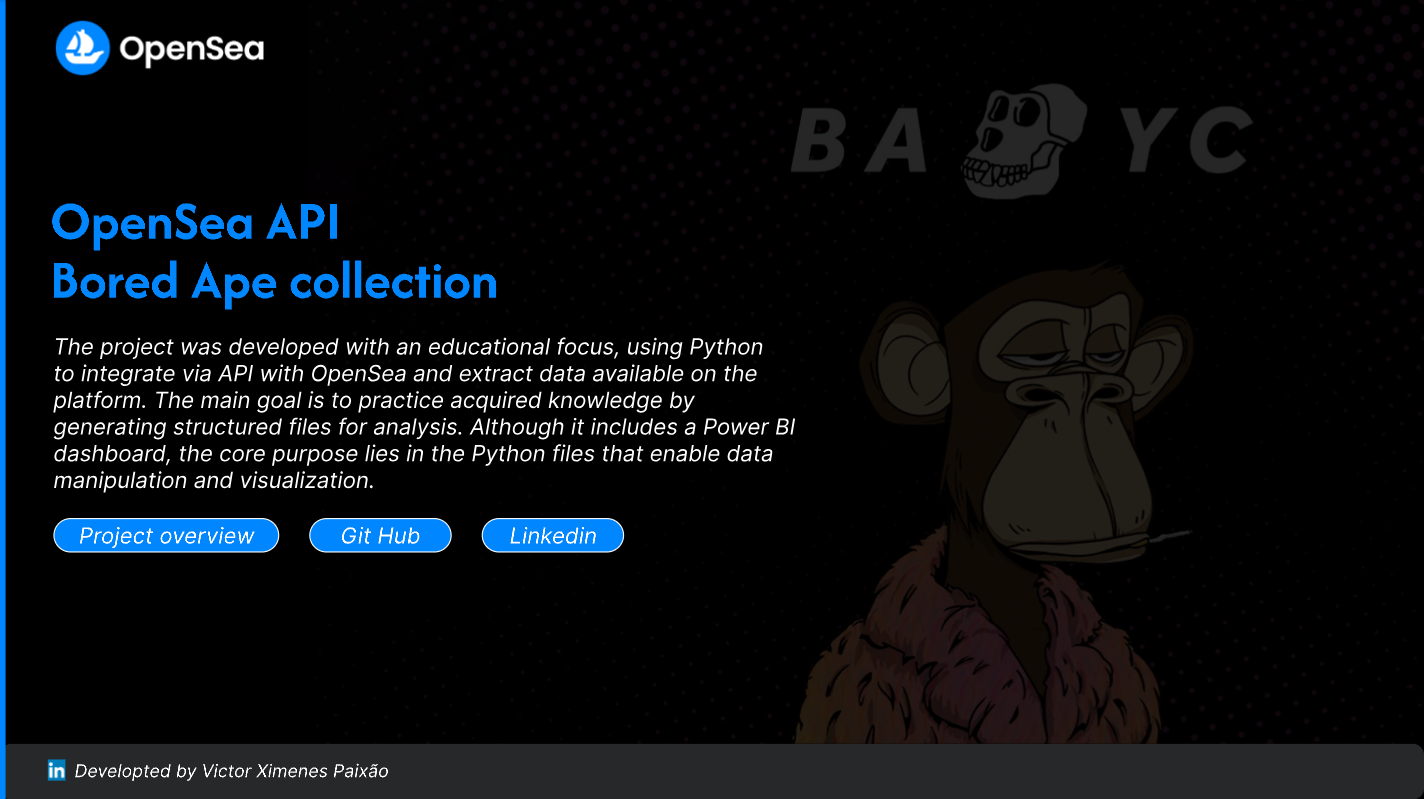 OpenSea
BA YC
OpenSea API
Bored Ape collection
The project was developed with an educational focus, using Python
to integrate via API with OpenSea and extract data available on the
platform. The main goal is to practice acquired knowledge by
generating structured files for analysis. Although it includes a Power BI
dashboard, the core purpose lies in the Python files that enable data
manipulation and visualization.
Project overview
Git Hub
Linkedin
in Developted by Victor Ximenes Paixão